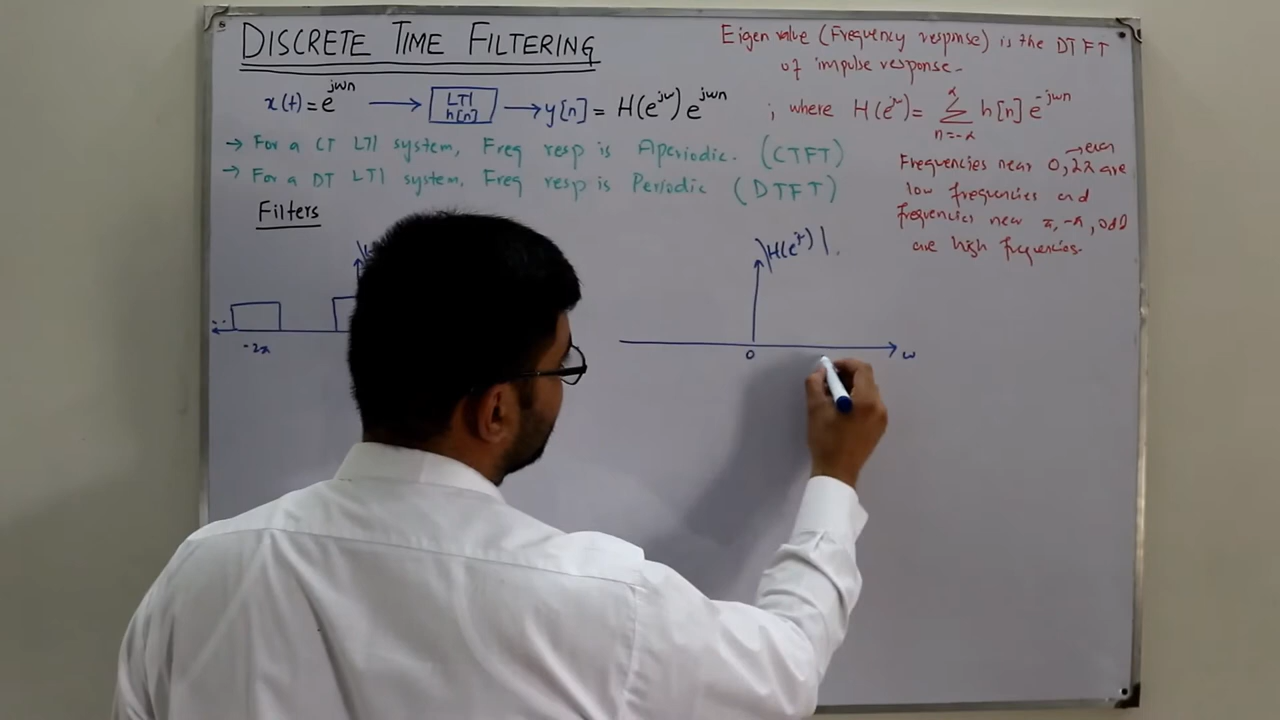 DISCRETE TIME FILTERING
x(t) = e^jwn → LTI h[n] → y[n] = H(e^jw) e^jwn ; where H(e^jw) = ∑ n=-∞ ∞ h[n] e^-jwn
→ For a CT LTI system, Freq resp is Aperiodic. (CTFT)
→ For a DT LTI system, Freq resp is Periodic (DTFT)
Filters
-2π
|H(e^jw)|
0
w
Eigen value (Frequency response) is the DTFT
of impulse response.
→ even
Frequencies near 0, 2π are
low frequencies and
frequencies near π, -π, odd
are high frequencies.